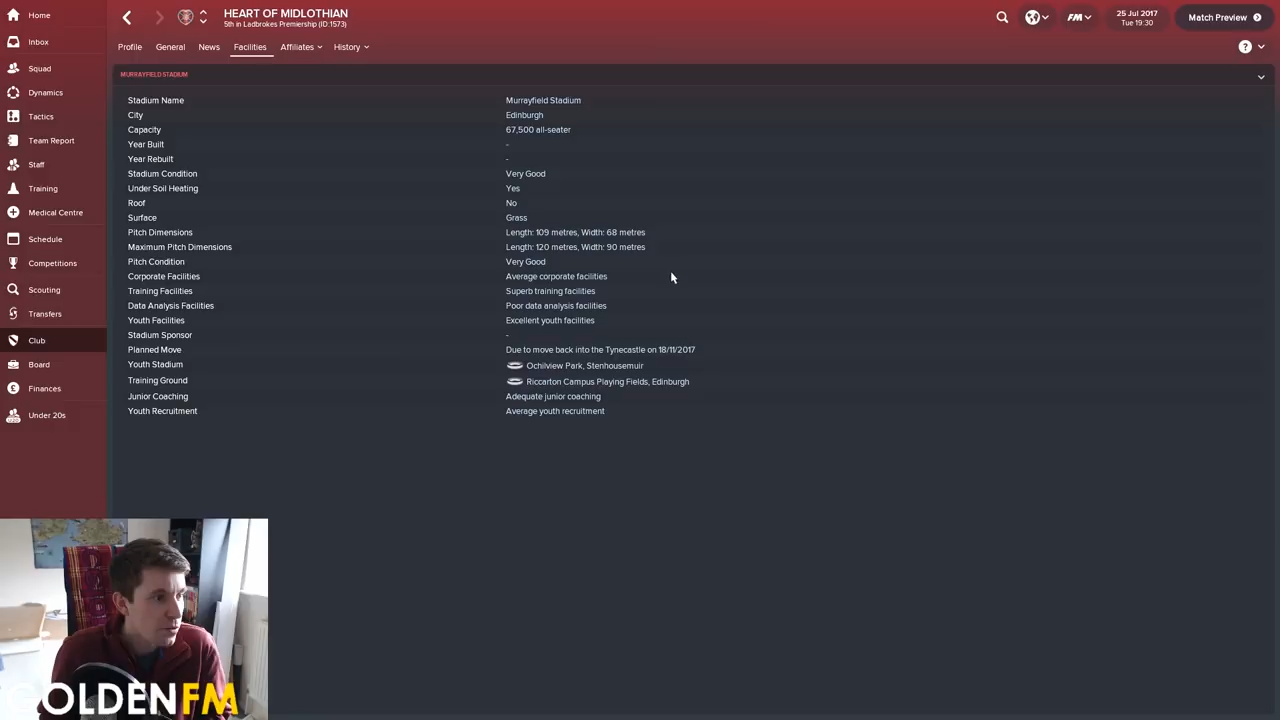 Home
Inbox
Squad
Dynamics
Tactics
Team Report
Staff
Training
Medical Centre
Schedule
Competitions
Scouting
Transfers
Club
Board
Finances
Under 20s
HEART OF MIDLOTHIAN
5th in Ladbrokes Premiership (ID:1573)
FM
25 Jul 2017
Tue 19:30
Match Preview
Profile General News Facilities Affiliates History
?
MURRAYFIELD STADIUM
Stadium Name Murrayfield Stadium
City Edinburgh
Capacity 67,500 all-seater
Year Built -
Year Rebuilt -
Stadium Condition Very Good
Under Soil Heating Yes
Roof No
Surface Grass
Pitch Dimensions Length: 109 metres, Width: 68 metres
Maximum Pitch Dimensions Length: 120 metres, Width: 90 metres
Pitch Condition Very Good
Corporate Facilities Average corporate facilities
Training Facilities Superb training facilities
Data Analysis Facilities Poor data analysis facilities
Youth Facilities Excellent youth facilities
Stadium Sponsor -
Planned Move Due to move back into the Tynecastle on 18/11/2017
Youth Stadium Ochilview Park, Stenhousemuir
Training Ground Riccarton Campus Playing Fields, Edinburgh
Junior Coaching Adequate junior coaching
Youth Recruitment Average youth recruitment
GOLDENFM